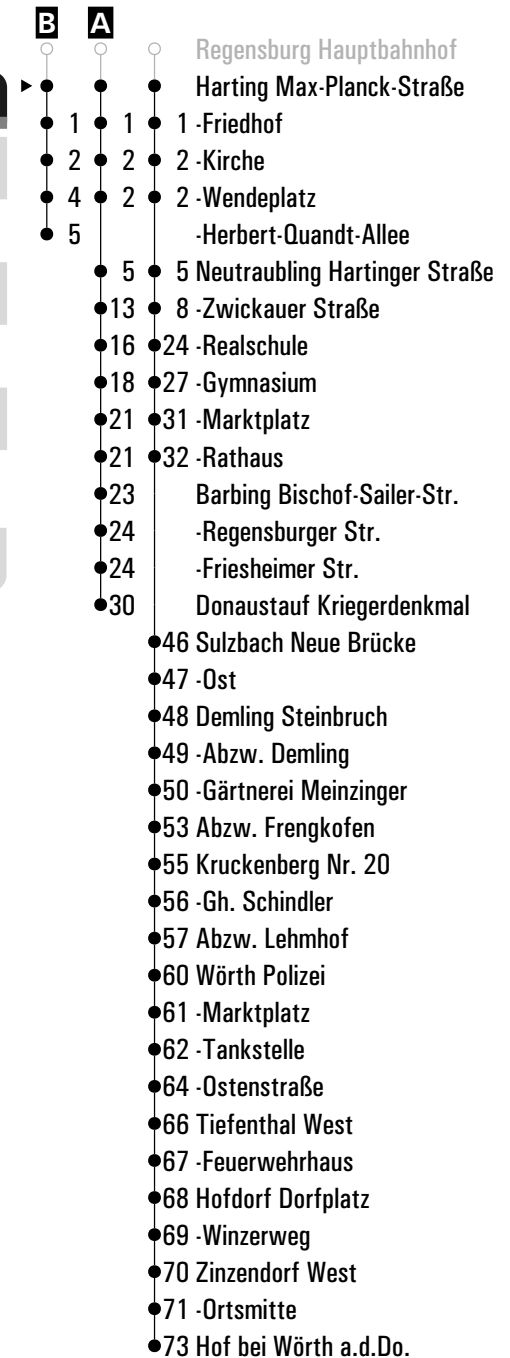 B A
Regensburg Hauptbahnhof
Harting Max-Planck-Straße
1 1 1 -Friedhof
2 2 2 -Kirche
4 2 2 -Wendeplatz
5 -Herbert-Quandt-Allee
5 5 Neutraubling Hartinger Straße
13 8 -Zwickauer Straße
16 24 -Realschule
18 27 -Gymnasium
21 31 -Marktplatz
21 32 -Rathaus
23 Barbing Bischof-Sailer-Str.
24 -Regensburger Str.
24 -Friesheimer Str.
30 Donaustauf Kriegerdenkmal
46 Sulzbach Neue Brücke
47 -Ost
48 Demling Steinbruch
49 -Abzw. Demling
50 -Gärtnerei Meinzinger
53 Abzw. Frengkofen
55 Kruckenberg Nr. 20
56 -Gh. Schindler
57 Abzw. Lehmhof
60 Wörth Polizei
61 -Marktplatz
62 -Tankstelle
64 -Ostenstraße
66 Tiefenthal West
67 -Feuerwehrhaus
68 Hofdorf Dorfplatz
69 -Winzerweg
70 Zinzendorf West
71 -Ortsmitte
73 Hof bei Wörth a.d.Do.